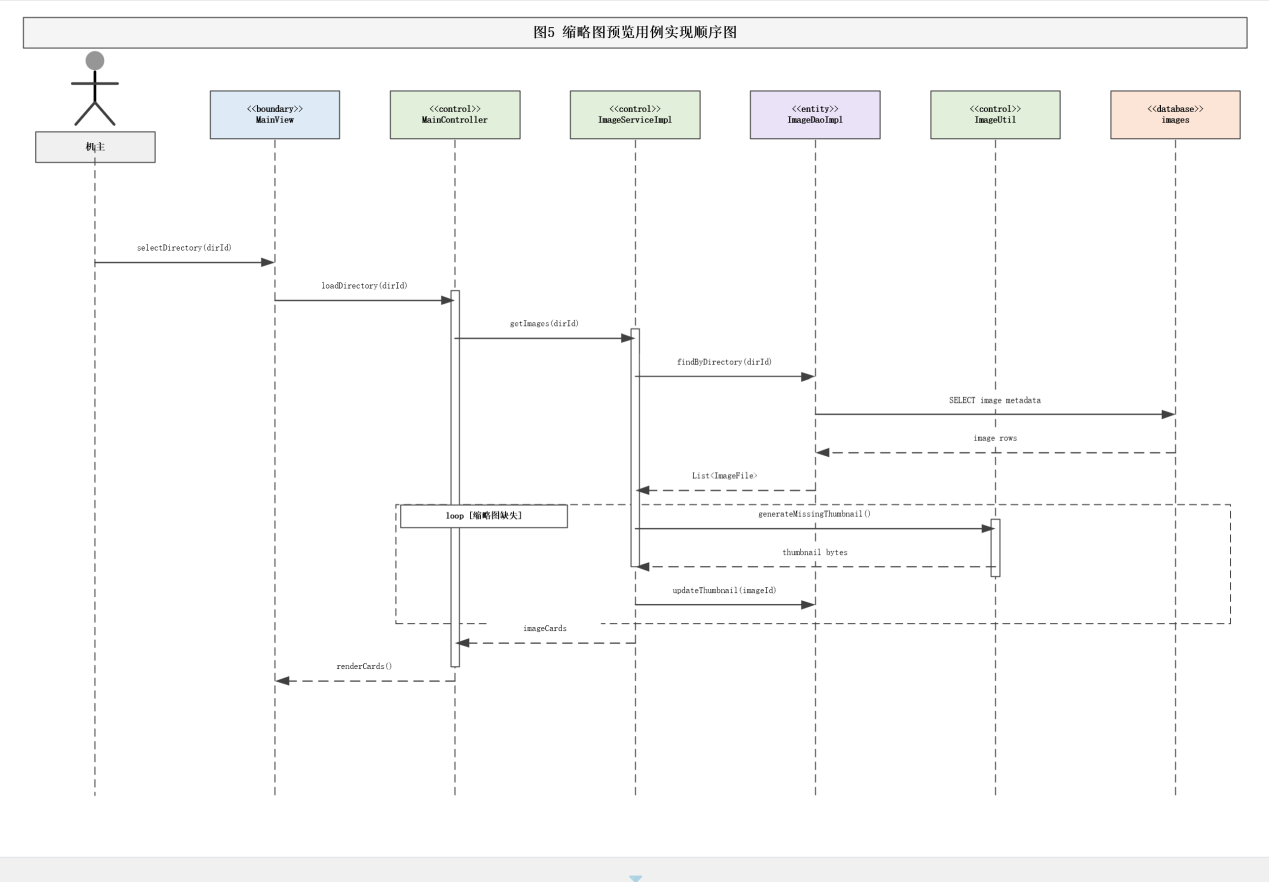 图5 缩略图预览用例实现顺序图
机主
<<boundary>>
MainView
<<control>>
MainController
<<control>>
ImageServiceImpl
<<entity>>
ImageDaoImpl
<<control>>
ImageUtil
<<database>>
images
selectDirectory(dirId)
loadDirectory(dirId)
getImages(dirId)
findByDirectory(dirId)
SELECT image metadata
image rows
List<ImageFile>
loop [缩略图缺失]
generateMissingThumbnail()
thumbnail bytes
updateThumbnail(imageId)
imageCards
renderCards()